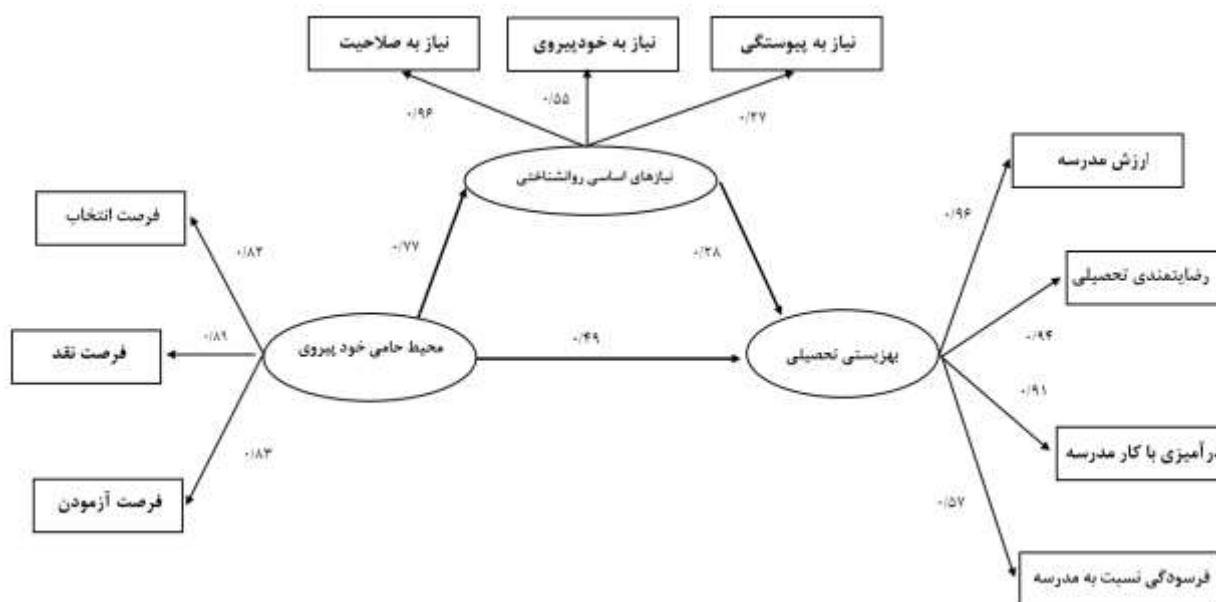 نیاز به پیوستگی
نیاز به خودپیروی
نیاز به صلاحیت
۰/۲۷
۰/۵۵
۰/۹۶
نیازهای اساسی روانشناختی
ارزش مدرسه
۰/۹۶
فرصت انتخاب
۰/۸۲
۰/۷۷
۰/۳۸
رضایتمندی تحصیلی
۰/۹۴
محیط حامی خود پیروی
۰/۴۹
بهزیستی تحصیلی
فرصت نقد
۰/۸۹
۰/۹۱
درآمیزی با کار مدرسه
۰/۸۳
فرصت آزمودن
۰/۵۷
فرسودگی نسبت به مدرسه